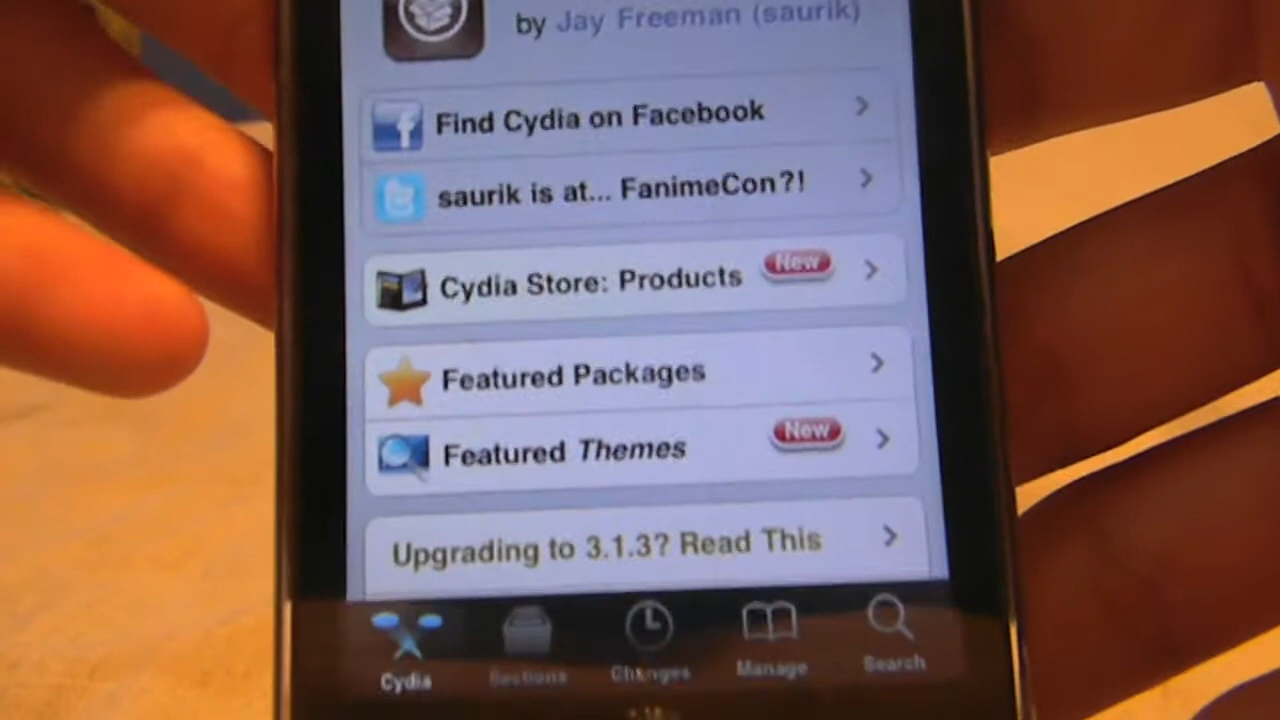 by Jay Freeman (saurik)
Find Cydia on Facebook
saurik is at... FanimeCon?!
Cydia Store: Products New
Featured Packages
Featured Themes New
Upgrading to 3.1.3? Read This
Cydia Sections Changes Manage Search